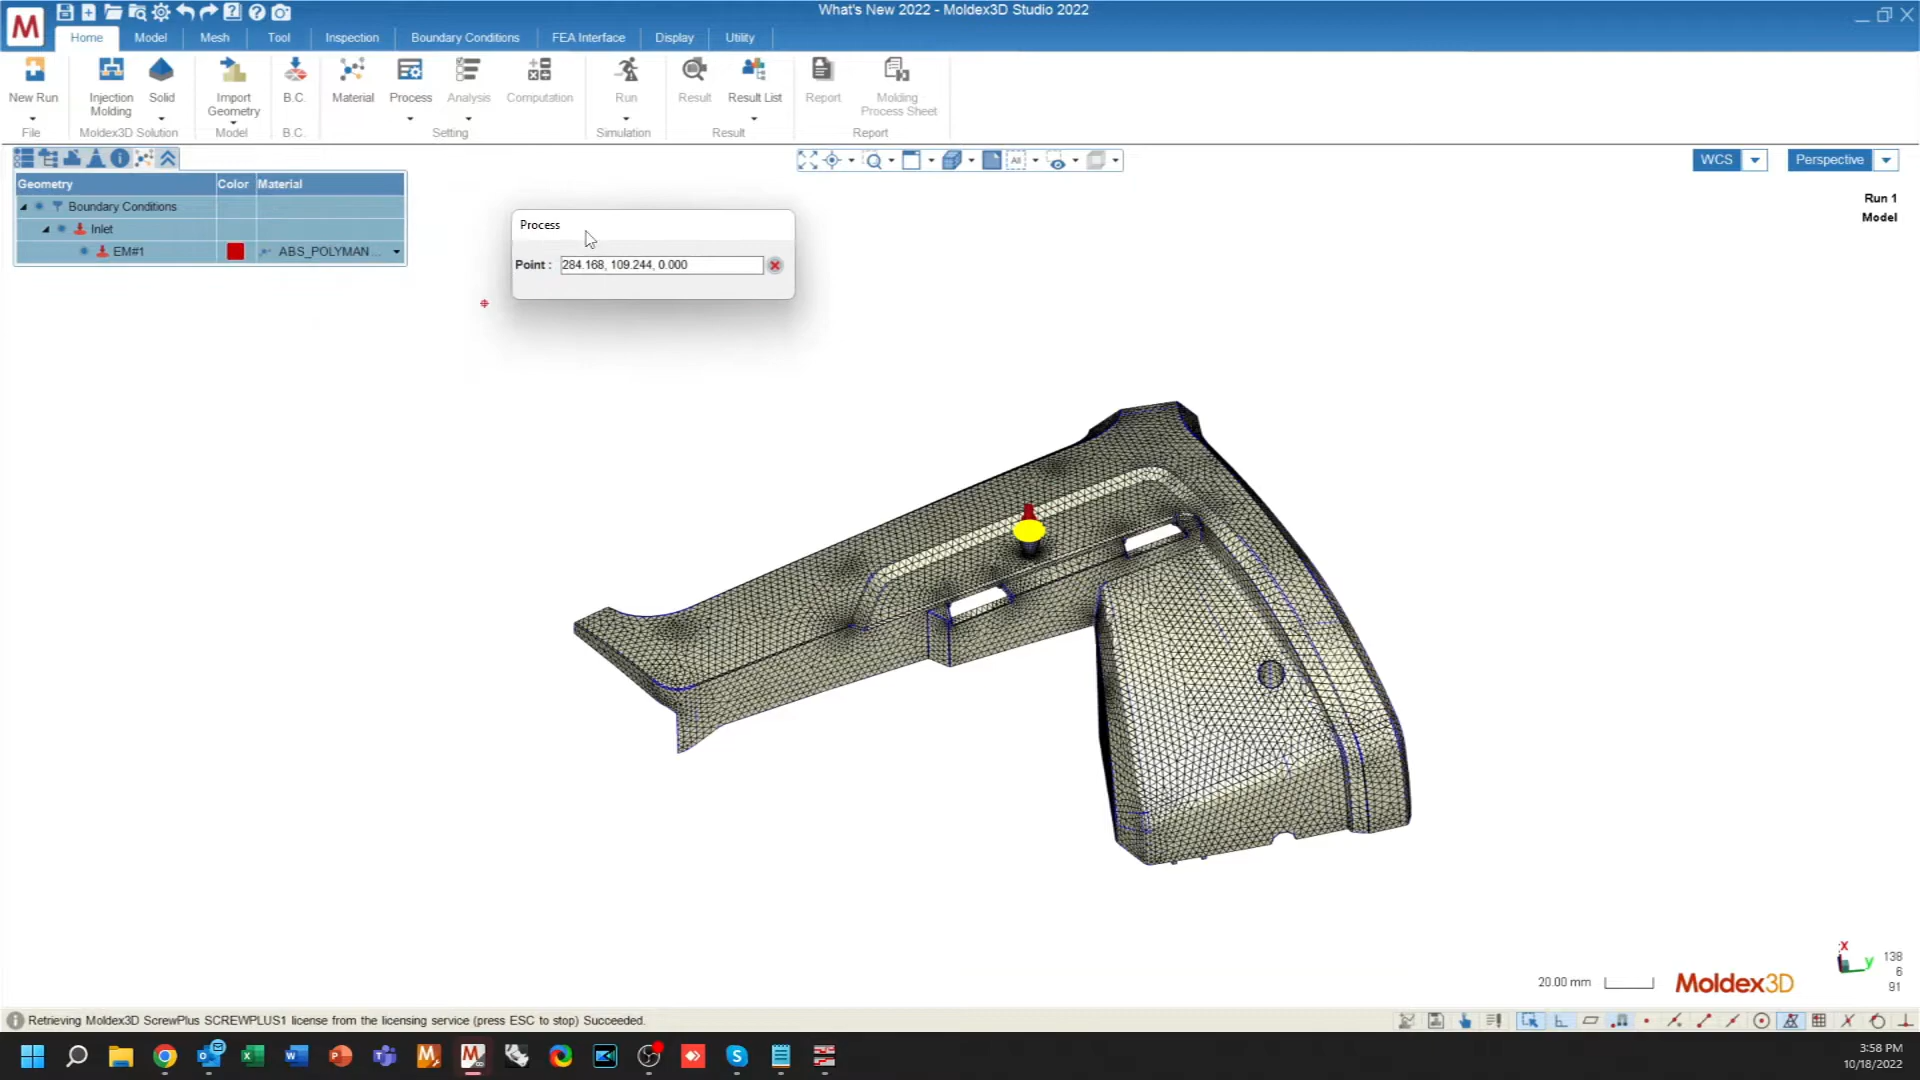 What's New 2022 - Moldex3D Studio 2022
M
Home Model Mesh Tool Inspection Boundary Conditions FEA Interface Display Utility
New Run Injection Molding Solid Import Geometry B.C. Material Process Analysis Computation Run Result Result List Report Molding Process Sheet
File Moldex3D Solution Model B.C. Setting Simulation Result Report
All
WCS Perspective
Geometry Color Material
Boundary Conditions
Inlet
EM#1 ABS_POLYMAN...
Run 1
Model
Process
Point : 284.168, 109.244, 0.000
X
Y
138
6
91
20.00 mm Moldex3D
Retrieving Moldex3D ScrewPlus SCREWPLUS1 license from the licensing service (press ESC to stop) Succeeded.
3:58 PM
10/18/2022